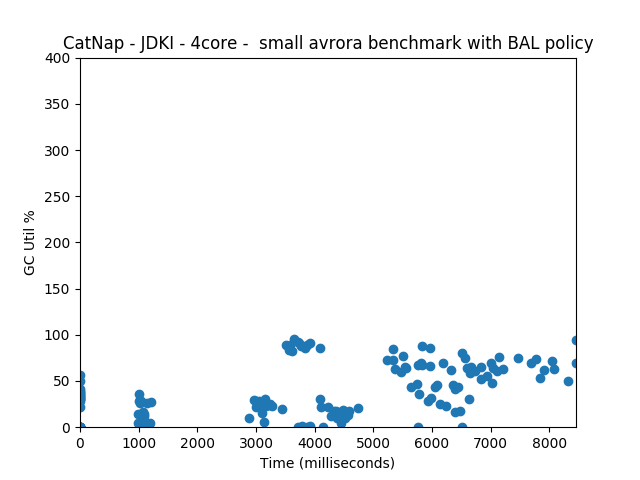 CatNap - JDKI - 4core -  small avrora benchmark with BAL policy
400
350
300
250
200
150
100
50
0
GC Util %
0 1000 2000 3000 4000 5000 6000 7000 8000
Time (milliseconds)